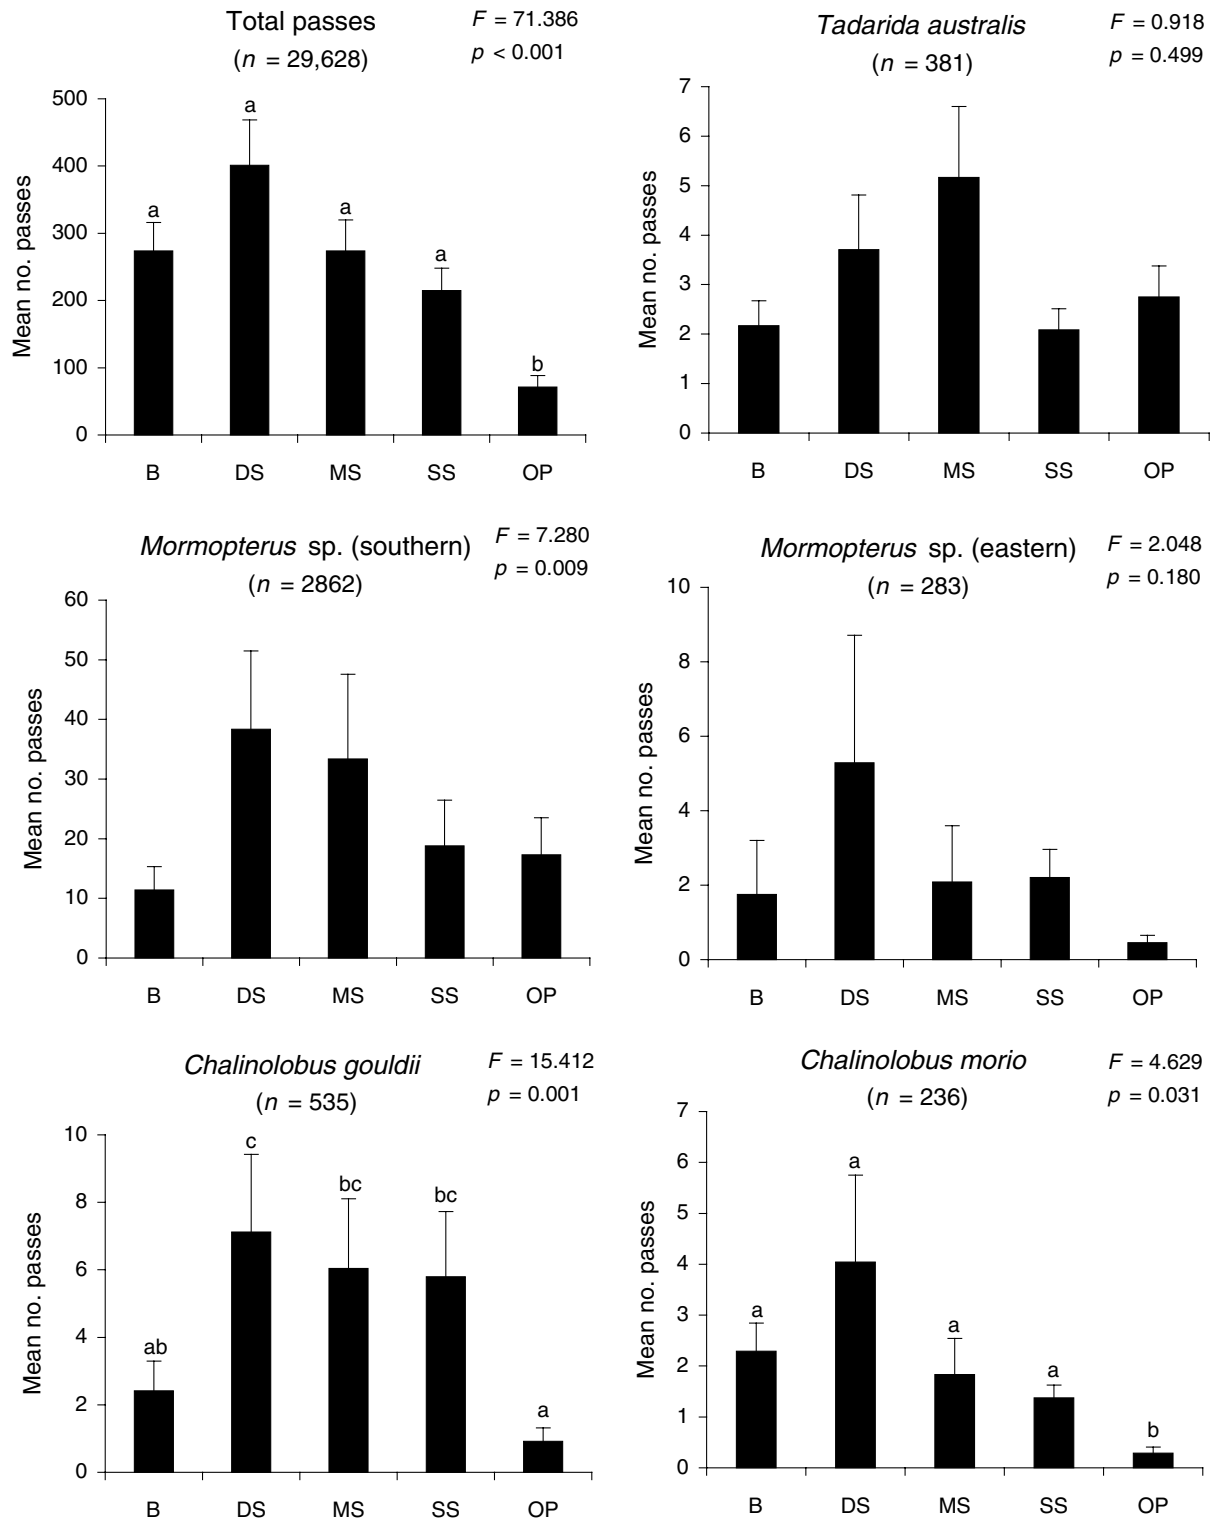 Total passes
(n = 29,628)
F = 71.386
p < 0.001
Mean no. passes
500
400
300
200
100
0
a
a
a
a
b
B DS MS SS OP
Tadarida australis
(n = 381)
F = 0.918
p = 0.499
Mean no. passes
7
6
5
4
3
2
1
0
B DS MS SS OP
Mormopterus sp. (southern)
(n = 2862)
F = 7.280
p = 0.009
Mean no. passes
60
50
40
30
20
10
0
B DS MS SS OP
Mormopterus sp. (eastern)
(n = 283)
F = 2.048
p = 0.180
Mean no. passes
10
8
6
4
2
0
B DS MS SS OP
Chalinolobus gouldii
(n = 535)
F = 15.412
p = 0.001
Mean no. passes
10
8
6
4
2
0
ab
c
bc
bc
a
B DS MS SS OP
Chalinolobus morio
(n = 236)
F = 4.629
p = 0.031
Mean no. passes
7
6
5
4
3
2
1
0
a
a
a
a
b
B DS MS SS OP